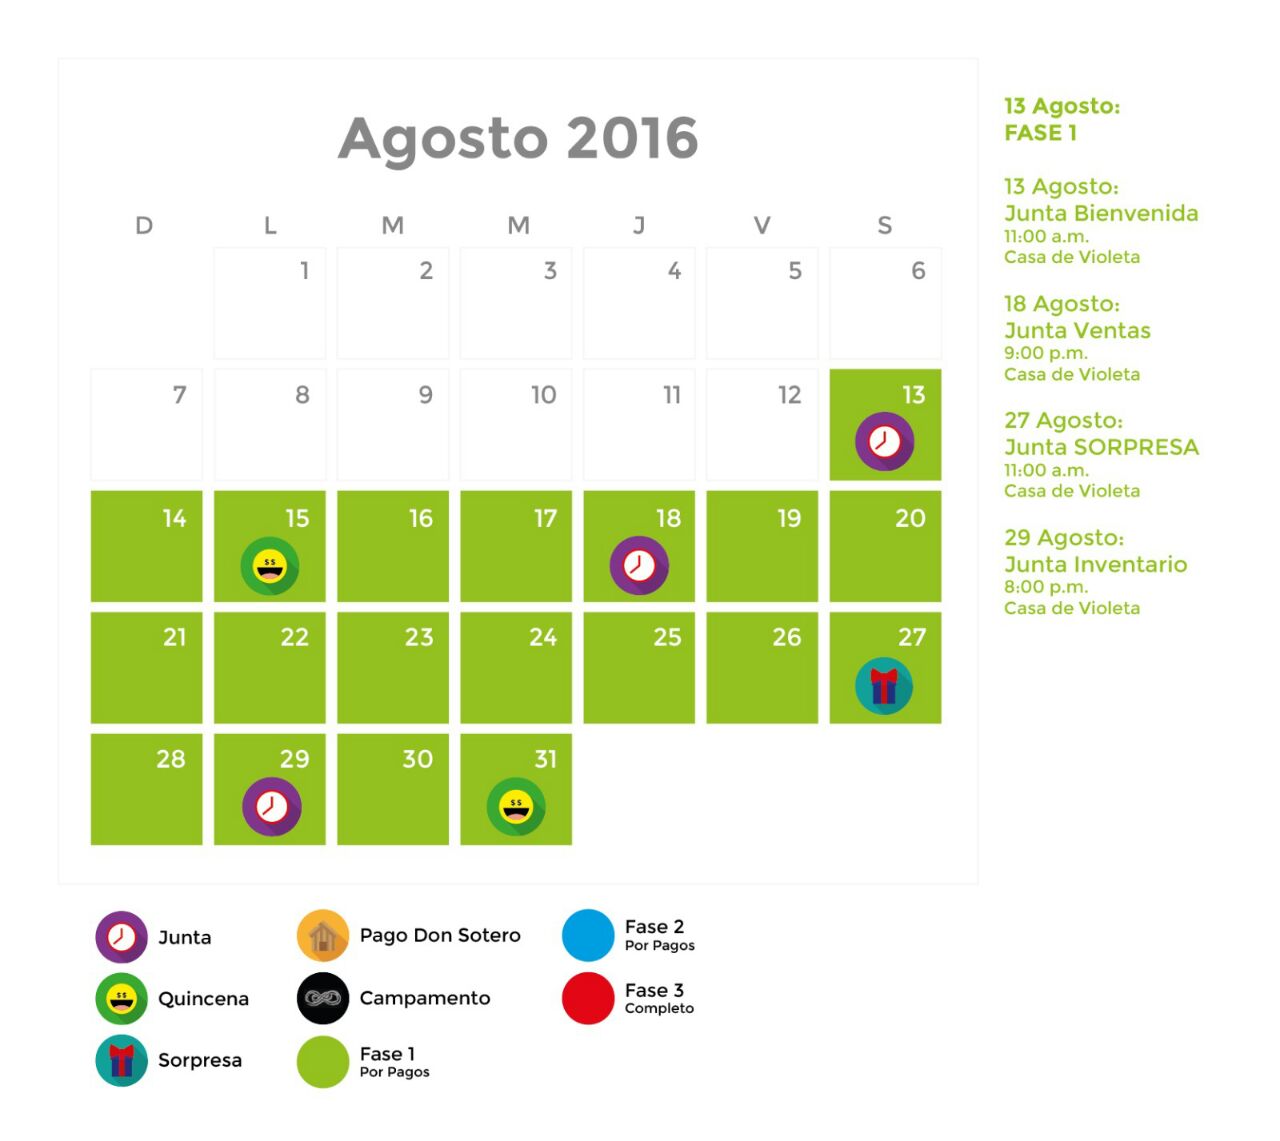 Agosto 2016
D L M M J V S
1 2 3 4 5 6
7 8 9 10 11 12 13
14 15 16 17 18 19 20
21 22 23 24 25 26 27
28 29 30 31
13 Agosto:
FASE 1
13 Agosto:
Junta Bienvenida
11:00 a.m.
Casa de Violeta
18 Agosto:
Junta Ventas
9:00 p.m.
Casa de Violeta
27 Agosto:
Junta SORPRESA
11:00 a.m.
Casa de Violeta
29 Agosto:
Junta Inventario
8:00 p.m.
Casa de Violeta
Junta
Quincena
Sorpresa
Pago Don Sotero
Campamento
Fase 1
Por Pagos
Fase 2
Por Pagos
Fase 3
Completo